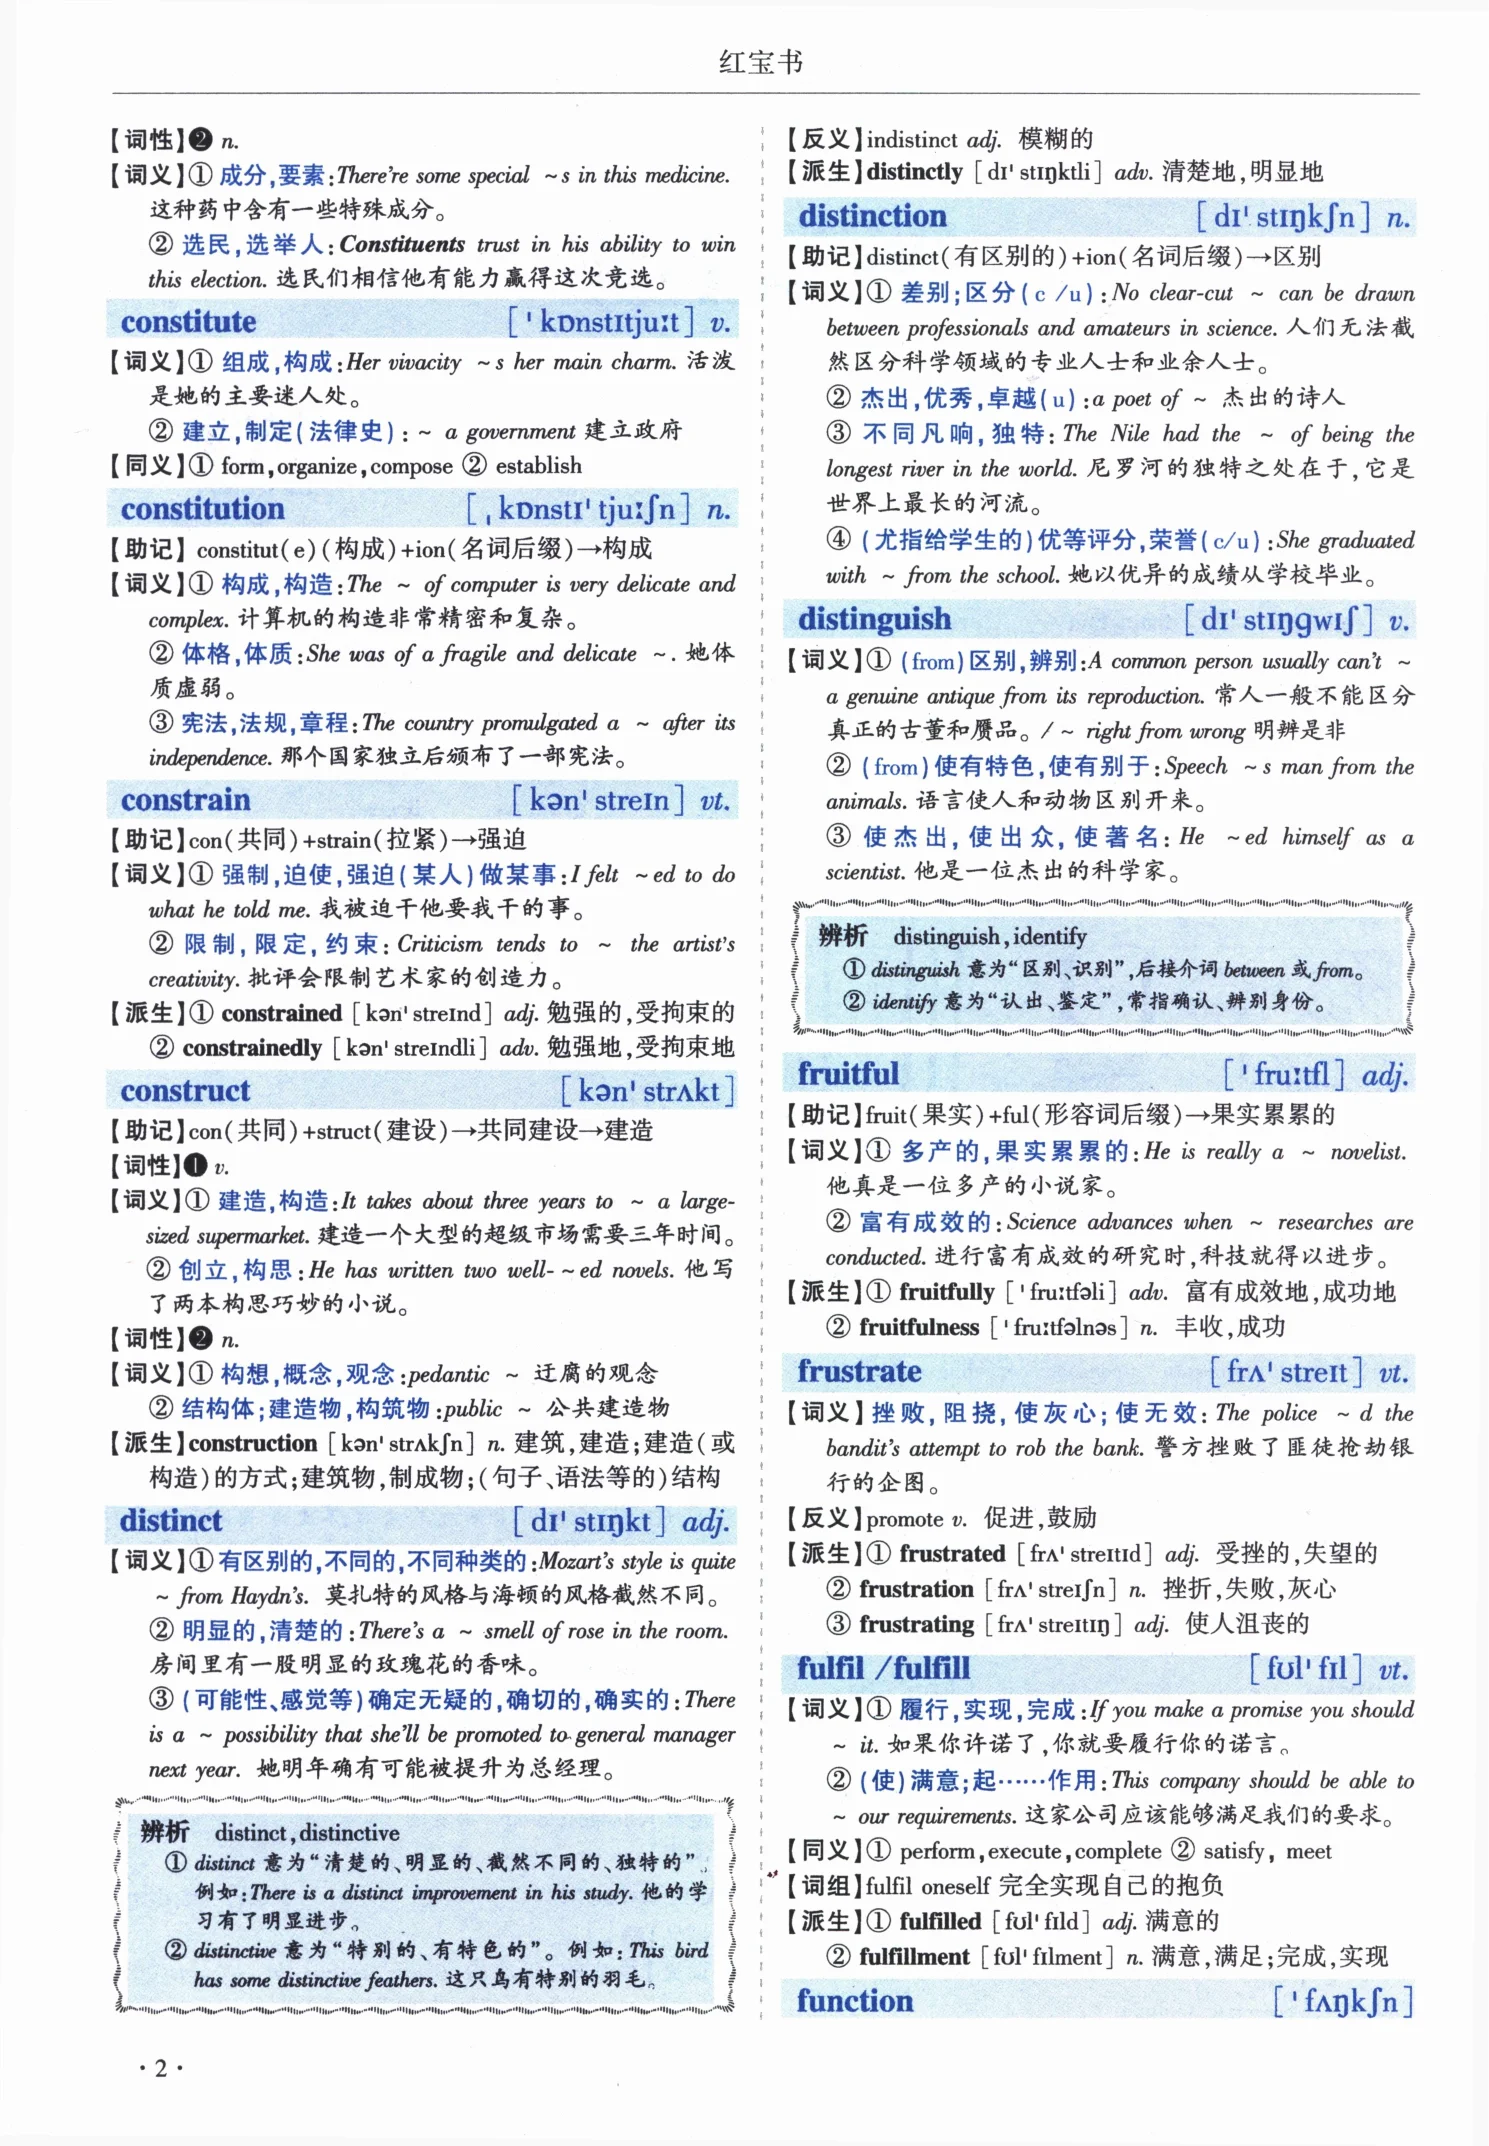 红宝书
【词性】❷ n.
【词义】① 成分,要素:There're some special ~s in this medicine.
这种药中含有一些特殊成分。
② 选民,选举人:Constituents trust in his ability to win
this election. 选民们相信他有能力赢得这次竞选。
constitute [ˈkɒnstɪtjuːt] v.
【词义】① 组成,构成:Her vivacity ~s her main charm. 活泼
是她的主要迷人处。
② 建立,制定(法律史):~ a government 建立政府
【同义】① form,organize,compose ② establish
constitution [ˌkɒnstɪˈtjuːʃn] n.
【助记】constitut(e)(构成)+ion(名词后缀)→构成
【词义】① 构成,构造:The ~ of computer is very delicate and
complex. 计算机的构造非常精密和复杂。
② 体格,体质:She was of a fragile and delicate ~. 她体
质虚弱。
③ 宪法,法规,章程:The country promulgated a ~ after its
independence. 那个国家独立后颁布了一部宪法。
constrain [kənˈstreɪn] vt.
【助记】con(共同)+strain(拉紧)→强迫
【词义】① 强制,迫使,强迫(某人)做某事:I felt ~ed to do
what he told me. 我被迫干他要我干的事。
② 限制,限定,约束:Criticism tends to ~ the artist's
creativity. 批评会限制艺术家的创造力。
【派生】① constrained [kənˈstreɪnd] adj. 勉强的,受拘束的
② constrainedly [kənˈstreɪndli] adv. 勉强地,受拘束地
construct [kənˈstrʌkt]
【助记】con(共同)+struct(建设)→共同建设→建造
【词性】❶ v.
【词义】① 建造,构造:It takes about three years to ~ a large-
sized supermarket. 建造一个大型的超级市场需要三年时间。
② 创立,构思:He has written two well-~ed novels. 他写
了两本构思巧妙的小说。
【词性】❷ n.
【词义】① 构想,概念,观念:pedantic ~ 迂腐的观念
② 结构体;建造物,构筑物:public ~ 公共建造物
【派生】construction [kənˈstrʌkʃn] n. 建筑,建造;建造(或
构造)的方式;建筑物,制成物;(句子、语法等的)结构
distinct [dɪˈstɪŋkt] adj.
【词义】① 有区别的,不同的,不同种类的:Mozart's style is quite
~ from Haydn's. 莫扎特的风格与海顿的风格截然不同。
② 明显的,清楚的:There's a ~ smell of rose in the room.
房间里有一股明显的玫瑰花的香味。
③ (可能性、感觉等)确定无疑的,确切的,确实的:There
is a ~ possibility that she'll be promoted to general manager
next year. 她明年确有可能被提升为总经理。
辨析 distinct,distinctive
① distinct 意为“清楚的、明显的、截然不同的、独特的”,
例如:There is a distinct improvement in his study. 他的学
习有了明显进步。
② distinctive 意为“特别的、有特色的”。例如:This bird
has some distinctive feathers. 这只鸟有特别的羽毛。
·2·
【反义】indistinct adj. 模糊的
【派生】distinctly [dɪˈstɪŋktli] adv. 清楚地,明显地
distinction [dɪˈstɪŋkʃn] n.
【助记】distinct(有区别的)+ion(名词后缀)→区别
【词义】① 差别;区分(c /u):No clear-cut ~ can be drawn
between professionals and amateurs in science. 人们无法截
然区分科学领域的专业人士和业余人士。
② 杰出,优秀,卓越(u):a poet of ~ 杰出的诗人
③ 不同凡响,独特:The Nile had the ~ of being the
longest river in the world. 尼罗河的独特之处在于,它是
世界上最长的河流。
④ (尤指给学生的)优等评分,荣誉(c/u):She graduated
with ~ from the school. 她以优异的成绩从学校毕业。
distinguish [dɪˈstɪŋɡwɪʃ] v.
【词义】① (from)区别,辨别:A common person usually can't ~
a genuine antique from its reproduction. 常人一般不能区分
真正的古董和赝品。/ ~ right from wrong 明辨是非
② (from)使有特色,使有别于:Speech ~s man from the
animals. 语言使人和动物区别开来。
③ 使杰出,使出众,使著名:He ~ed himself as a
scientist. 他是一位杰出的科学家。
辨析 distinguish,identify
① distinguish 意为“区别、识别”,后接介词 between 或 from。
② identify 意为“认出、鉴定”,常指确认、辨别身份。
fruitful [ˈfruːtfl] adj.
【助记】fruit(果实)+ful(形容词后缀)→果实累累的
【词义】① 多产的,果实累累的:He is really a ~ novelist.
他真是一位多产的小说家。
② 富有成效的:Science advances when ~ researches are
conducted. 进行富有成效的研究时,科技就得以进步。
【派生】① fruitfully [ˈfruːtfəli] adv. 富有成效地,成功地
② fruitfulness [ˈfruːtfəlnəs] n. 丰收,成功
frustrate [frʌˈstreɪt] vt.
【词义】挫败,阻挠,使灰心;使无效:The police ~d the
bandit's attempt to rob the bank. 警方挫败了匪徒抢劫银
行的企图。
【反义】promote v. 促进,鼓励
【派生】① frustrated [frʌˈstreɪtɪd] adj. 受挫的,失望的
② frustration [frʌˈstreɪʃn] n. 挫折,失败,灰心
③ frustrating [frʌˈstreɪtɪŋ] adj. 使人沮丧的
fulfil /fulfill [fʊlˈfɪl] vt.
【词义】① 履行,实现,完成:If you make a promise you should
~ it. 如果你许诺了,你就要履行你的诺言。
② (使)满意;起……作用:This company should be able to
~ our requirements. 这家公司应该能够满足我们的要求。
【同义】① perform,execute,complete ② satisfy, meet
【词组】fulfil oneself 完全实现自己的抱负
【派生】① fulfilled [fʊlˈfɪld] adj. 满意的
② fulfillment [fʊlˈfɪlment] n. 满意,满足;完成,实现
function [ˈfʌŋkʃn]